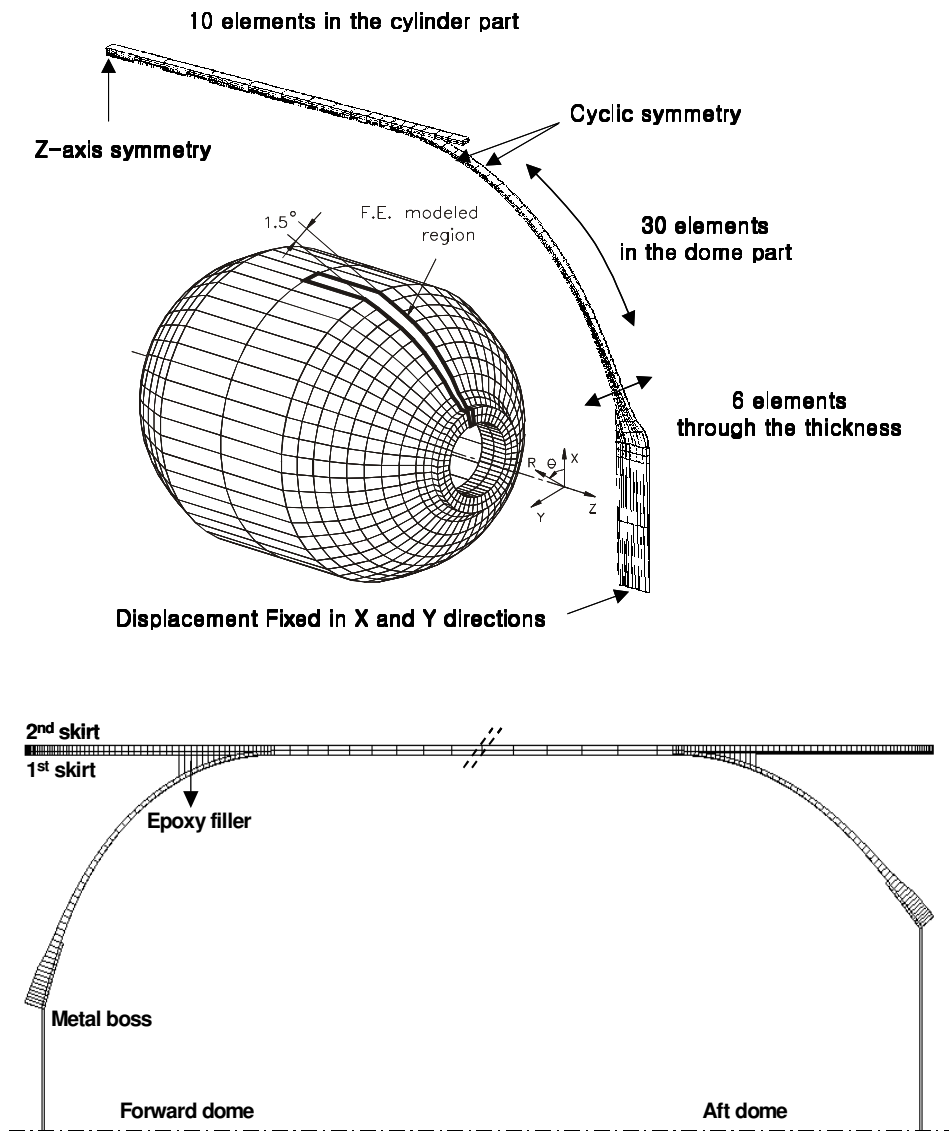 10 elements in the cylinder part
Cyclic symmetry
Z-axis symmetry
1.5°
F.E. modeled
region
30 elements
in the dome part
6 elements
through the thickness
R
θ
X
Y
Z
Displacement Fixed in X and Y directions
2nd skirt
1st skirt
Epoxy filler
Metal boss
Forward dome
Aft dome